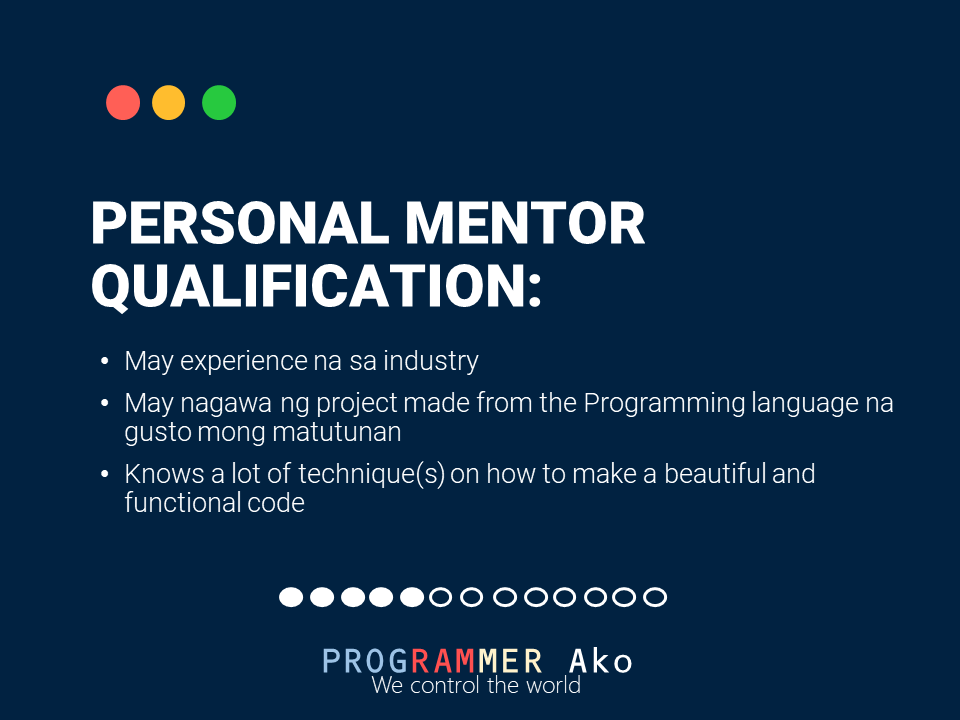 PERSONAL MENTOR
QUALIFICATION:
• May experience na sa industry
• May nagawa ng project made from the Programming language na
gusto mong matutunan
• Knows a lot of technique(s) on how to make a beautiful and
functional code
PROGRAMMER Ako
We control the world